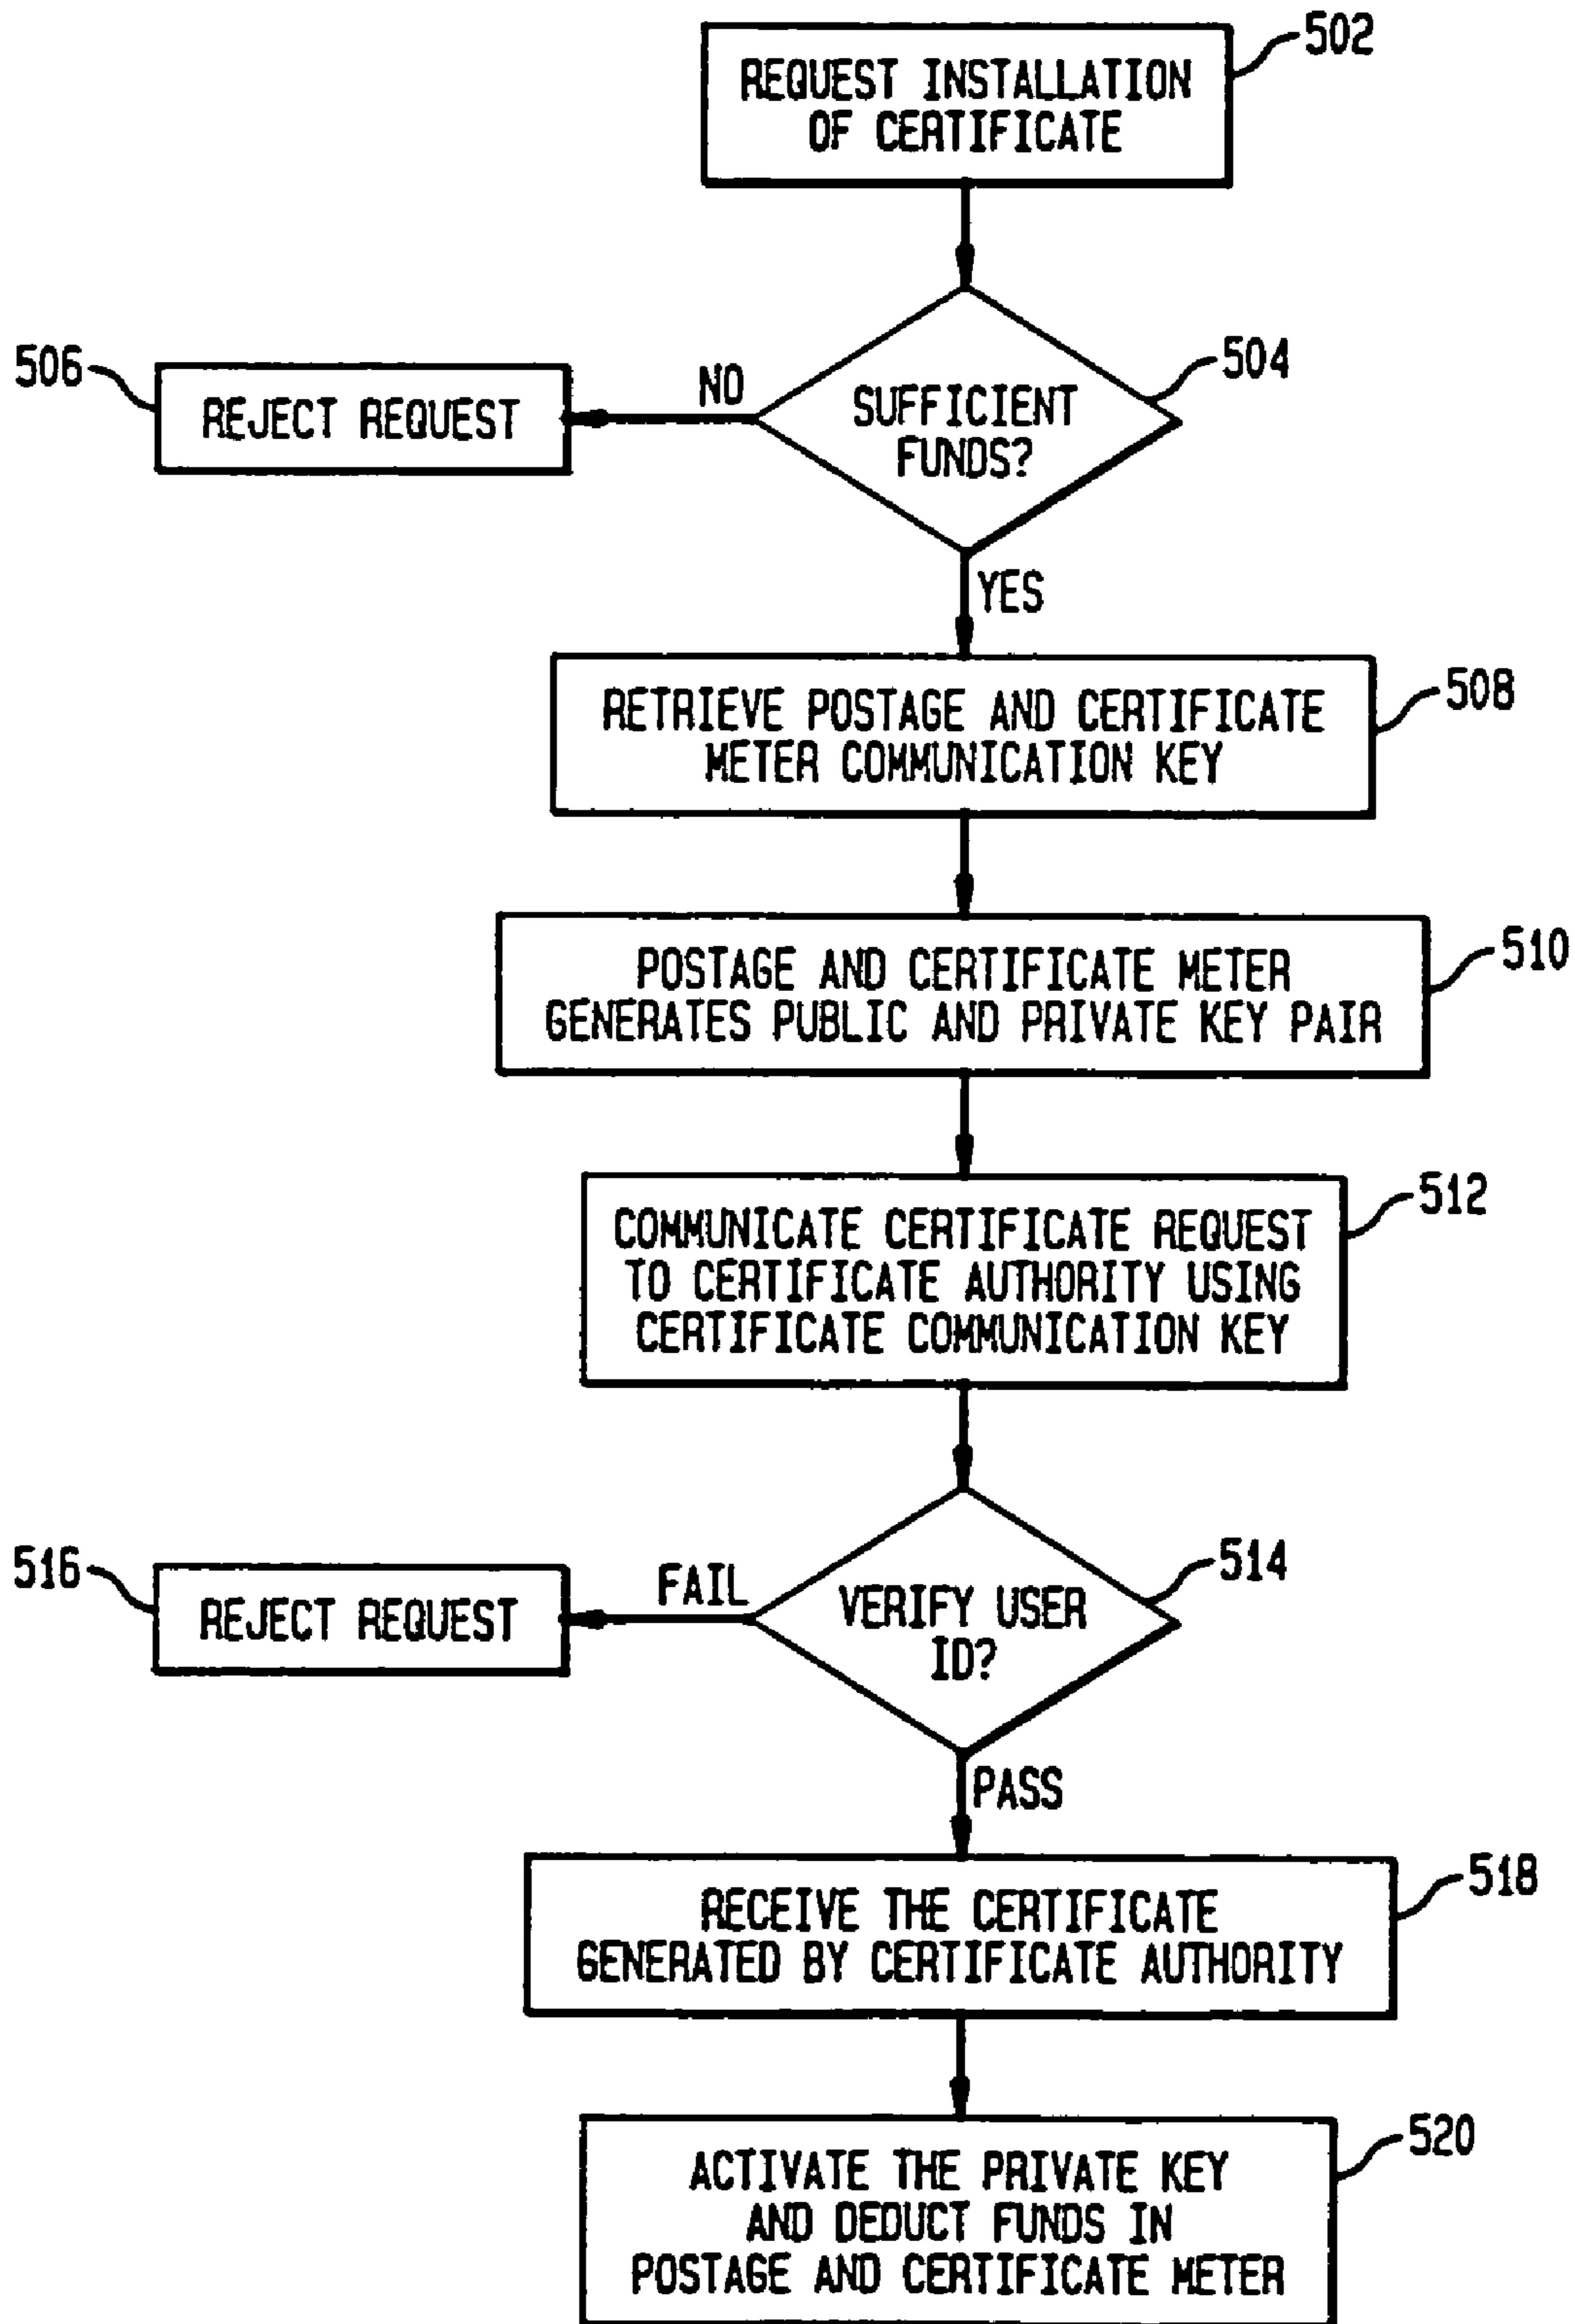 502
REQUEST INSTALLATION
OF CERTIFICATE
504
SUFFICIENT
FUNDS?
NO
506
REJECT REQUEST
YES
508
RETRIEVE POSTAGE AND CERTIFICATE
METER COMMUNICATION KEY
510
POSTAGE AND CERTIFICATE METER
GENERATES PUBLIC AND PRIVATE KEY PAIR
512
COMMUNICATE CERTIFICATE REQUEST
TO CERTIFICATE AUTHORITY USING
CERTIFICATE COMMUNICATION KEY
514
VERIFY USER
ID?
FAIL
516
REJECT REQUEST
PASS
518
RECEIVE THE CERTIFICATE
GENERATED BY CERTIFICATE AUTHORITY
520
ACTIVATE THE PRIVATE KEY
AND DEDUCT FUNDS IN
POSTAGE AND CERTIFICATE METER